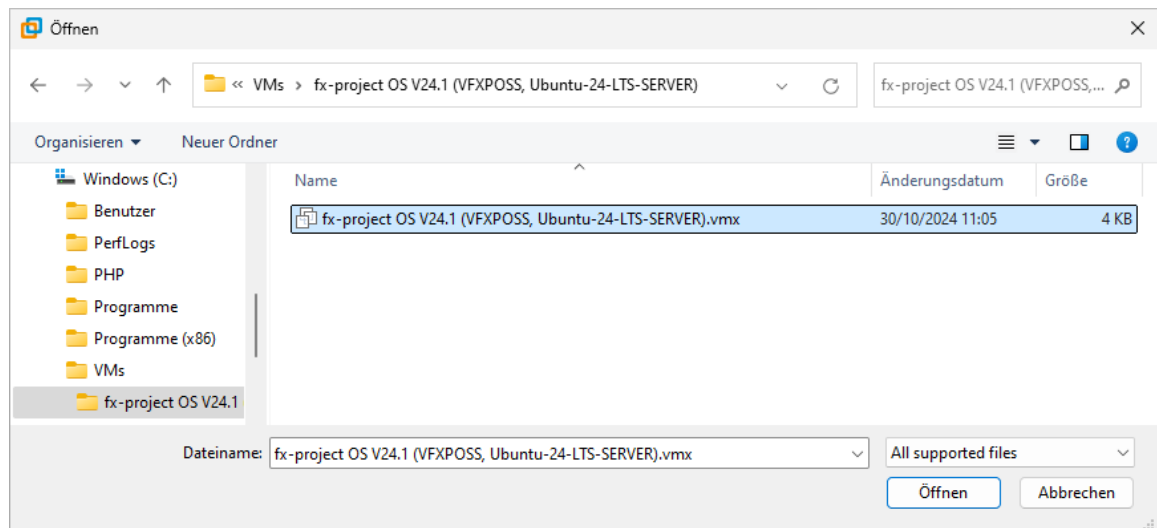 Öffnen
« VMs › fx-project OS V24.1 (VFXPOSS, Ubuntu-24-LTS-SERVER)
fx-project OS V24.1 (VFXPOSS,...
Organisieren
Neuer Ordner
Windows (C:)
Benutzer
PerfLogs
PHP
Programme
Programme (x86)
VMs
fx-project OS V24.1
Name
Änderungsdatum
Größe
fx-project OS V24.1 (VFXPOSS, Ubuntu-24-LTS-SERVER).vmx
30/10/2024 11:05
4 KB
Dateiname:
fx-project OS V24.1 (VFXPOSS, Ubuntu-24-LTS-SERVER).vmx
All supported files
Öffnen
Abbrechen